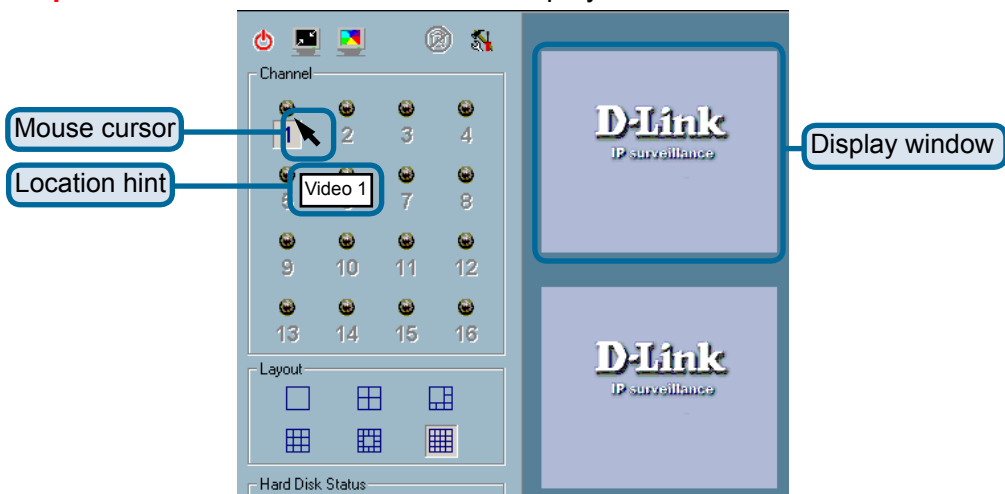 Channel
Mouse cursor
1 2 3 4
Location hint
Video 1
5 7 8
9 10 11 12
13 14 15 16
Layout
Hard Disk Status
D-Link
IP surveillance
Display window
D-Link
IP surveillance